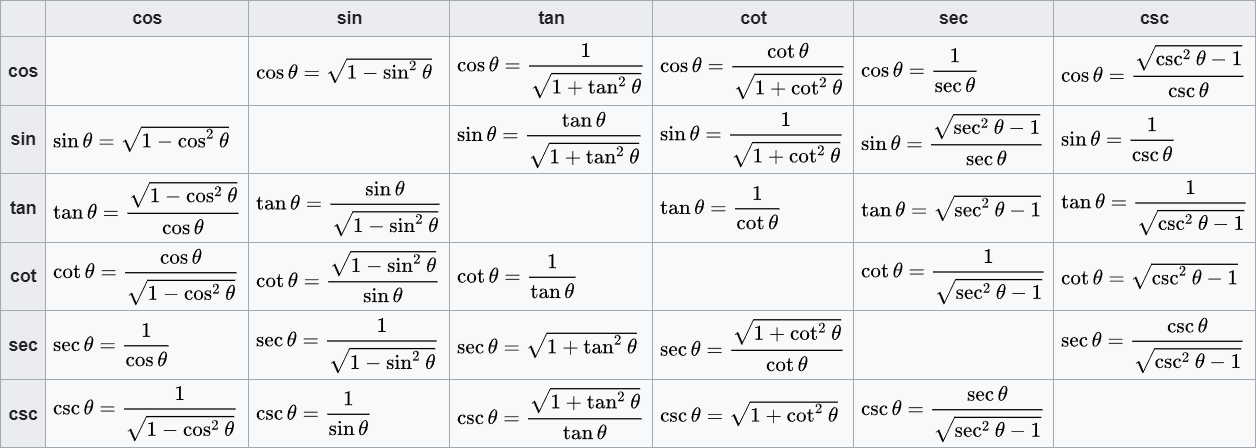 cos sin tan cot sec csc
cos cos θ = √(1 − sin² θ) cos θ = 1/√(1 + tan² θ) cos θ = cot θ/√(1 + cot² θ) cos θ = 1/sec θ cos θ = √(csc² θ − 1)/csc θ
sin sin θ = √(1 − cos² θ) sin θ = tan θ/√(1 + tan² θ) sin θ = 1/√(1 + cot² θ) sin θ = √(sec² θ − 1)/sec θ sin θ = 1/csc θ
tan tan θ = √(1 − cos² θ)/cos θ tan θ = sin θ/√(1 − sin² θ) tan θ = 1/cot θ tan θ = √(sec² θ − 1) tan θ = 1/√(csc² θ − 1)
cot cot θ = cos θ/√(1 − cos² θ) cot θ = √(1 − sin² θ)/sin θ cot θ = 1/tan θ cot θ = 1/√(sec² θ − 1) cot θ = √(csc² θ − 1)
sec sec θ = 1/cos θ sec θ = 1/√(1 − sin² θ) sec θ = √(1 + tan² θ) sec θ = √(1 + cot² θ)/cot θ sec θ = csc θ/√(csc² θ − 1)
csc csc θ = 1/√(1 − cos² θ) csc θ = 1/sin θ csc θ = √(1 + tan² θ)/tan θ csc θ = √(1 + cot² θ) csc θ = sec θ/√(sec² θ − 1)